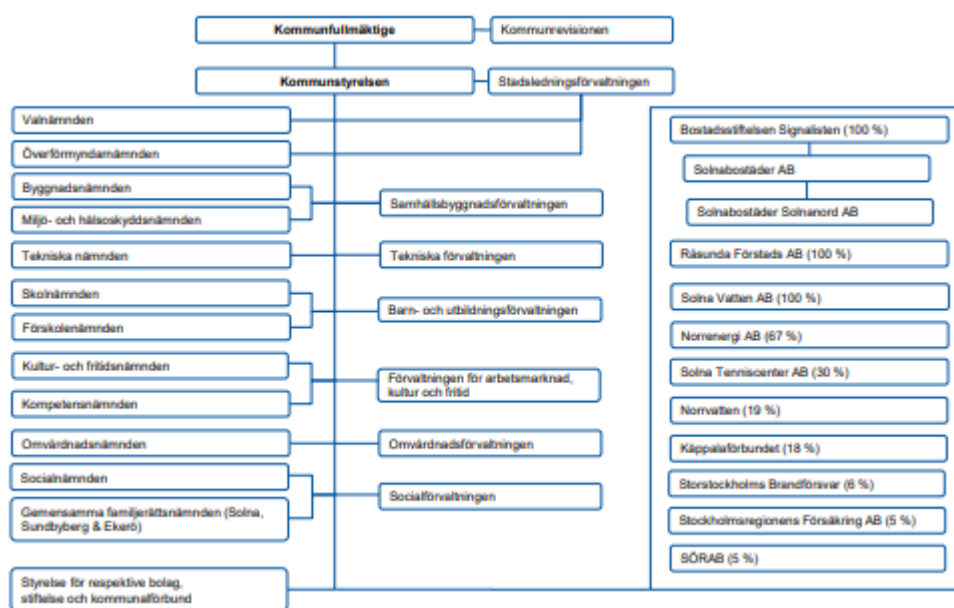 Kommunfullmäktige
Kommunrevisionen
Kommunstyrelsen
Stadsledningsförvaltningen
Valnämnden
Överförmyndarnämnden
Byggnadsnämnden
Miljö- och hälsoskyddsnämnden
Samhällsbyggnadsförvaltningen
Tekniska nämnden
Tekniska förvaltningen
Skolnämnden
Förskolenämnden
Barn- och utbildningsförvaltningen
Kultur- och fritidsnämnden
Kompetensnämnden
Förvaltningen för arbetsmarknad,
kultur och fritid
Omvårdnadsnämnden
Omvårdnadsförvaltningen
Socialnämnden
Gemensamma familjerättsnämnden (Solna,
Sundbyberg & Ekerö)
Socialförvaltningen
Styrelse för respektive bolag,
stiftelse och kommunalförbund
Bostadsstiftelsen Signalisten (100 %)
Solnabostäder AB
Solnabostäder Solnanord AB
Råsunda Förstads AB (100 %)
Solna Vatten AB (100 %)
Norrenergi AB (67 %)
Solna Tenniscenter AB (30 %)
Norrvatten (19 %)
Käppalaförbundet (18 %)
Storstockholms Brandförsvar (6 %)
Stockholmsregionens Försäkring AB (5 %)
SÖRAB (5 %)